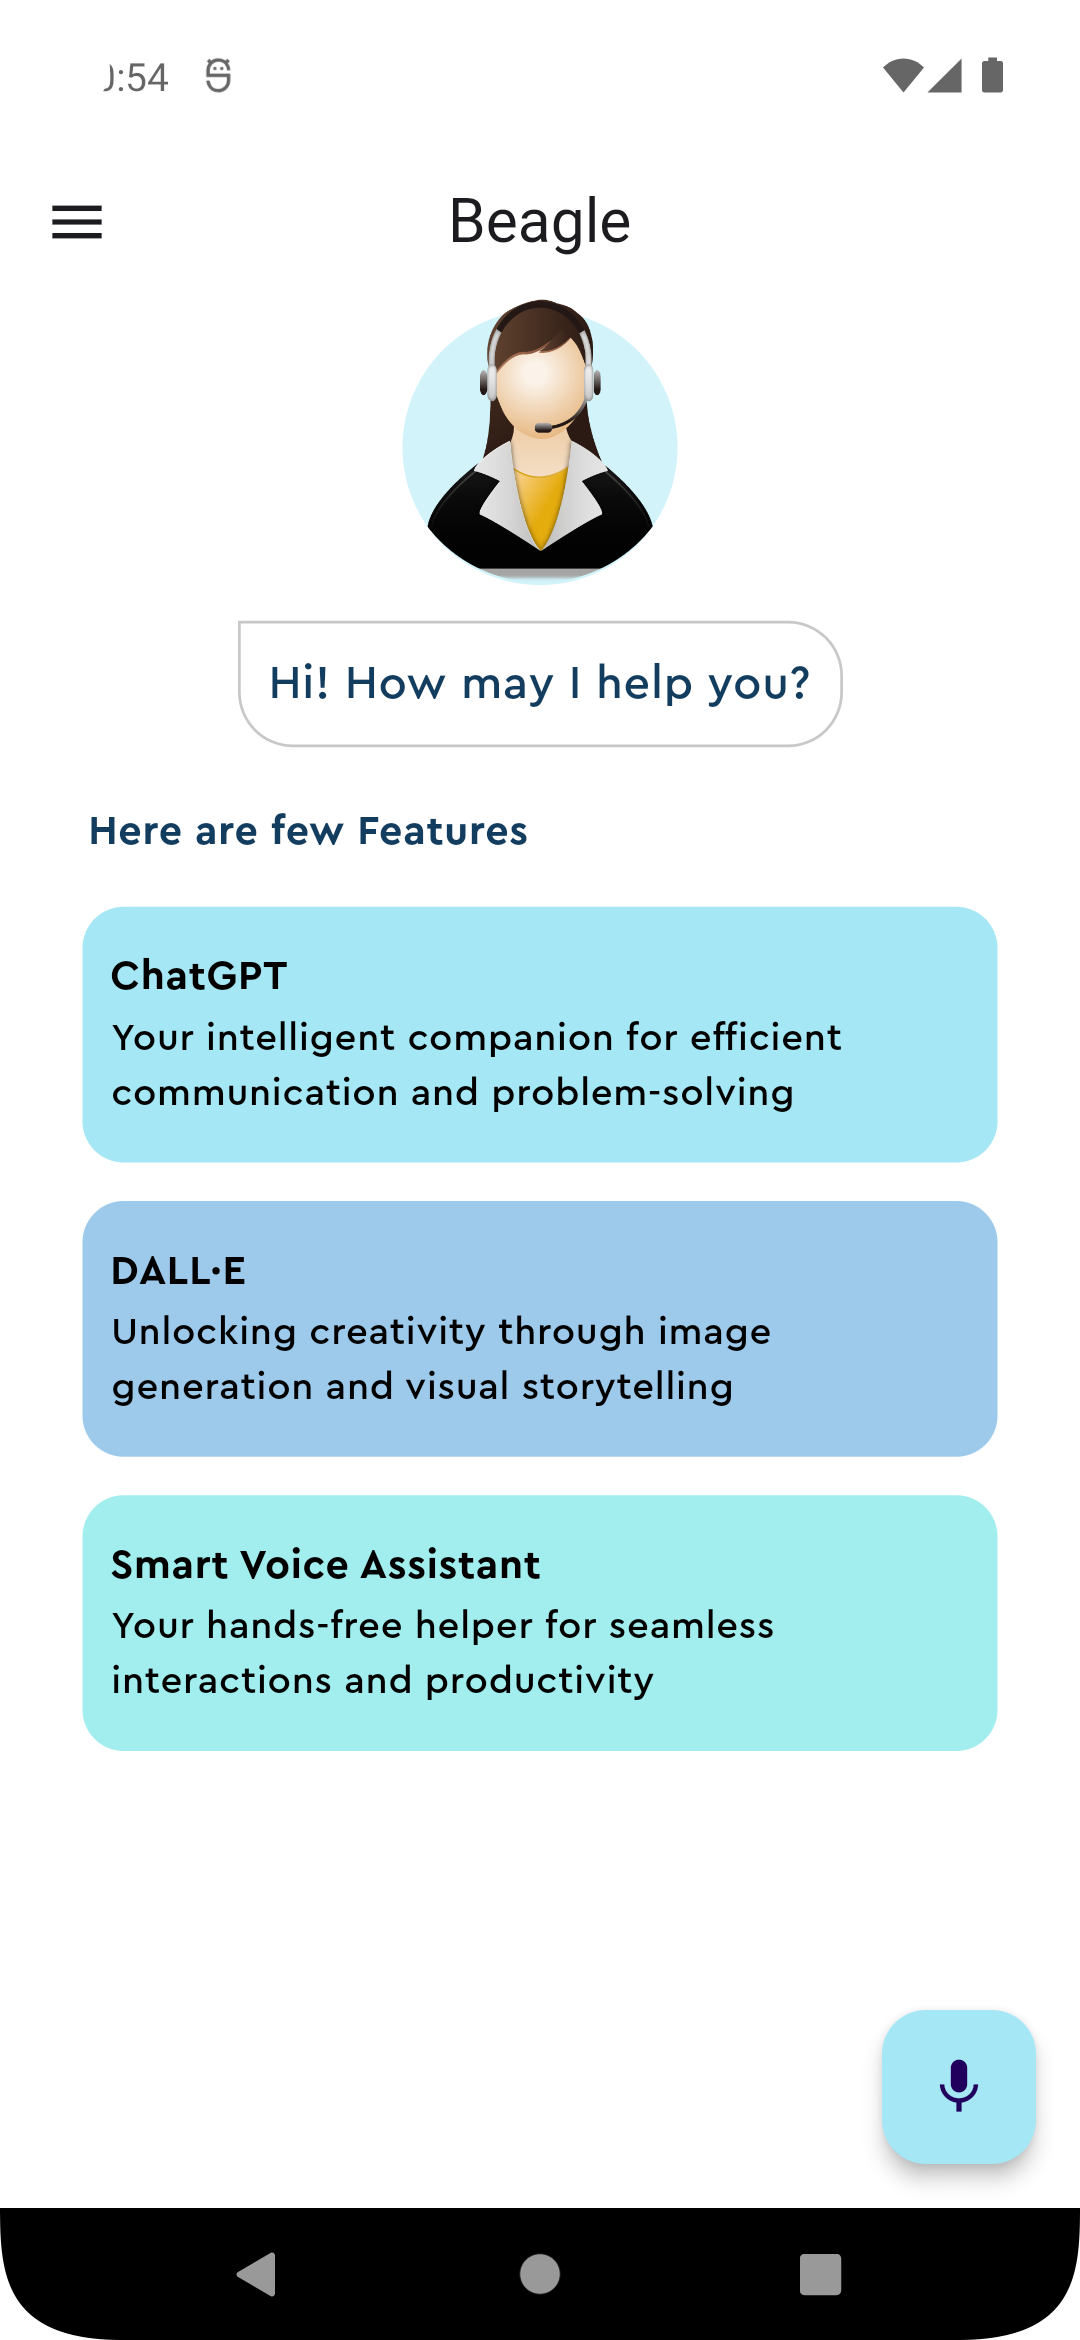 :54
Beagle
Hi! How may I help you?
Here are few Features
ChatGPT
Your intelligent companion for efficient
communication and problem-solving
DALL·E
Unlocking creativity through image
generation and visual storytelling
Smart Voice Assistant
Your hands-free helper for seamless
interactions and productivity